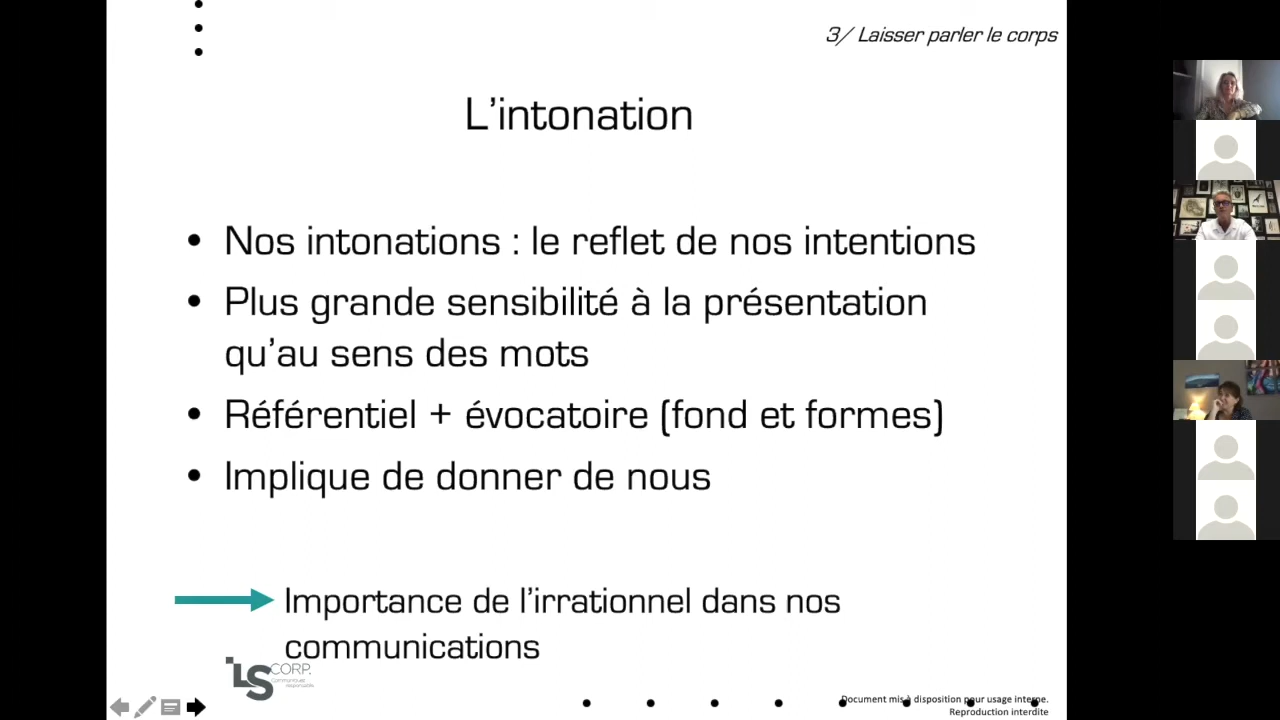 3/ Laisser parler le corps
L’intonation
• Nos intonations : le reflet de nos intentions
• Plus grande sensibilité à la présentation
qu’au sens des mots
• Référentiel + évocatoire (fond et formes)
• Implique de donner de nous
Importance de l’irrationnel dans nos
communications
LS CORP.
Communiquez
responsable
Document mis à disposition pour usage interne.
Reproduction interdite